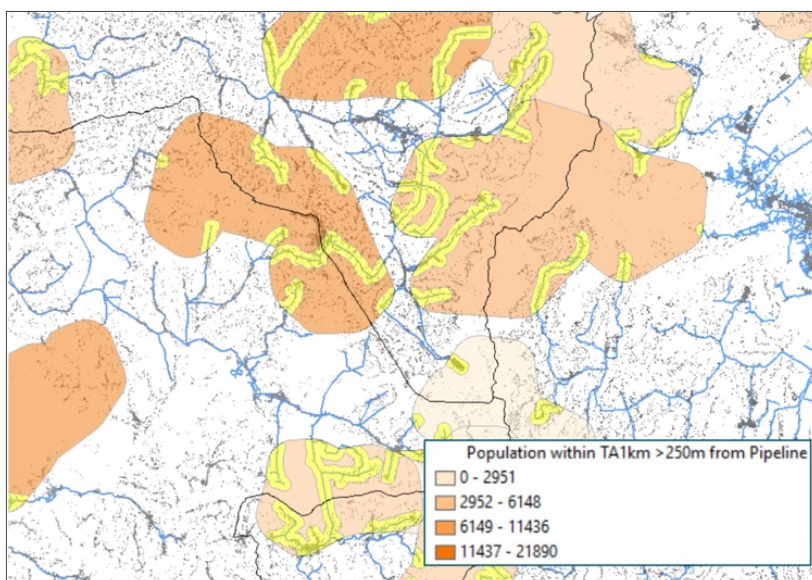 Population within TA1km >250m from Pipeline
0 - 2951
2952 - 6148
6149 - 11436
11437 - 21890